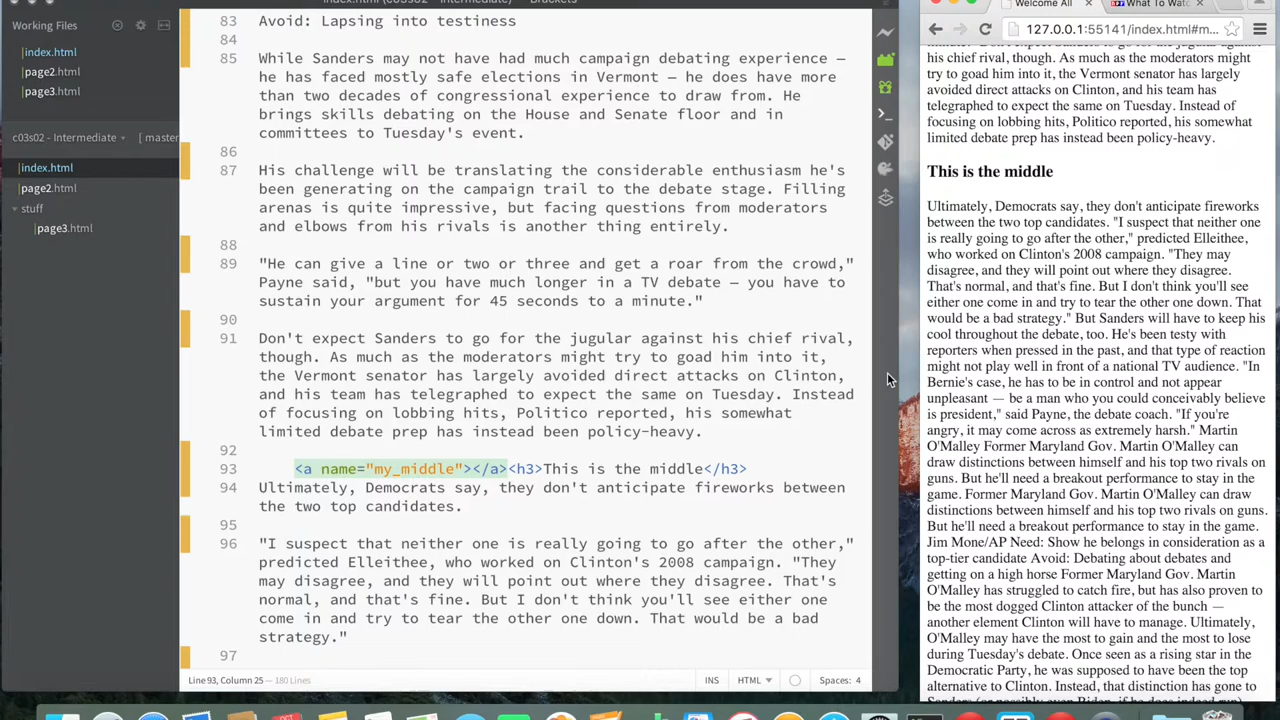 index.html (c03s02 - Intermediate) - Brackets
Working Files
index.html
page2.html
page3.html
c03s02 - Intermediate
[ master
index.html
page2.html
stuff
page3.html
83 Avoid: Lapsing into testiness
84
85 While Sanders may not have had much campaign debating experience —
he has faced mostly safe elections in Vermont — he does have more
than two decades of congressional experience to draw from. He
brings skills debating on the House and Senate floor and in
committees to Tuesday's event.
86
87 His challenge will be translating the considerable enthusiasm he's
been generating on the campaign trail to the debate stage. Filling
arenas is quite impressive, but facing questions from moderators
and elbows from his rivals is another thing entirely.
88
89 "He can give a line or two or three and get a roar from the crowd,"
Payne said, "but you have much longer in a TV debate — you have to
sustain your argument for 45 seconds to a minute."
90
91 Don't expect Sanders to go for the jugular against his chief rival,
though. As much as the moderators might try to goad him into it,
the Vermont senator has largely avoided direct attacks on Clinton,
and his team has telegraphed to expect the same on Tuesday. Instead
of focusing on lobbing hits, Politico reported, his somewhat
limited debate prep has instead been policy-heavy.
92
93 <a name="my_middle"></a><h3>This is the middle</h3>
94 Ultimately, Democrats say, they don't anticipate fireworks between
the two top candidates.
95
96 "I suspect that neither one is really going to go after the other,"
predicted Elleithee, who worked on Clinton's 2008 campaign. "They
may disagree, and they will point out where they disagree. That's
normal, and that's fine. But I don't think you'll see either one
come in and try to tear the other one down. That would be a bad
strategy."
97
Line 93, Column 25 — 180 Lines
INS
HTML
Spaces: 4
Welcome All
What to Watc
127.0.0.1:55141/index.html#m...
his chief rival, though. As much as the moderators might
try to goad him into it, the Vermont senator has largely
avoided direct attacks on Clinton, and his team has
telegraphed to expect the same on Tuesday. Instead of
focusing on lobbing hits, Politico reported, his somewhat
limited debate prep has instead been policy-heavy.
This is the middle
Ultimately, Democrats say, they don't anticipate fireworks
between the two top candidates. "I suspect that neither one
is really going to go after the other," predicted Elleithee,
who worked on Clinton's 2008 campaign. "They may
disagree, and they will point out where they disagree.
That's normal, and that's fine. But I don't think you'll see
either one come in and try to tear the other one down. That
would be a bad strategy." But Sanders will have to keep his
cool throughout the debate, too. He's been testy with
reporters when pressed in the past, and that type of reaction
might not play well in front of a national TV audience. "In
Bernie's case, he has to be in control and not appear
unpleasant — be a man who you could conceivably believe
is president," said Payne, the debate coach. "If you're
angry, it may come across as extremely harsh." Martin
O'Malley Former Maryland Gov. Martin O'Malley can
draw distinctions between himself and his top two rivals on
guns. But he'll need a breakout performance to stay in the
game. Former Maryland Gov. Martin O'Malley can draw
distinctions between himself and his top two rivals on guns.
But he'll need a breakout performance to stay in the game.
Jim Mone/AP Need: Show he belongs in consideration as a
top-tier candidate Avoid: Debating about debates and
getting on a high horse Former Maryland Gov. Martin
O'Malley has struggled to catch fire, but has also proven to
be the most dogged Clinton attacker of the bunch —
another element Clinton will have to manage. Ultimately,
O'Malley may have the most to gain and the most to lose
during Tuesday's debate. Once seen as a rising star in the
Democratic Party, he was supposed to have been the top
alternative to Clinton. Instead, that distinction has gone to